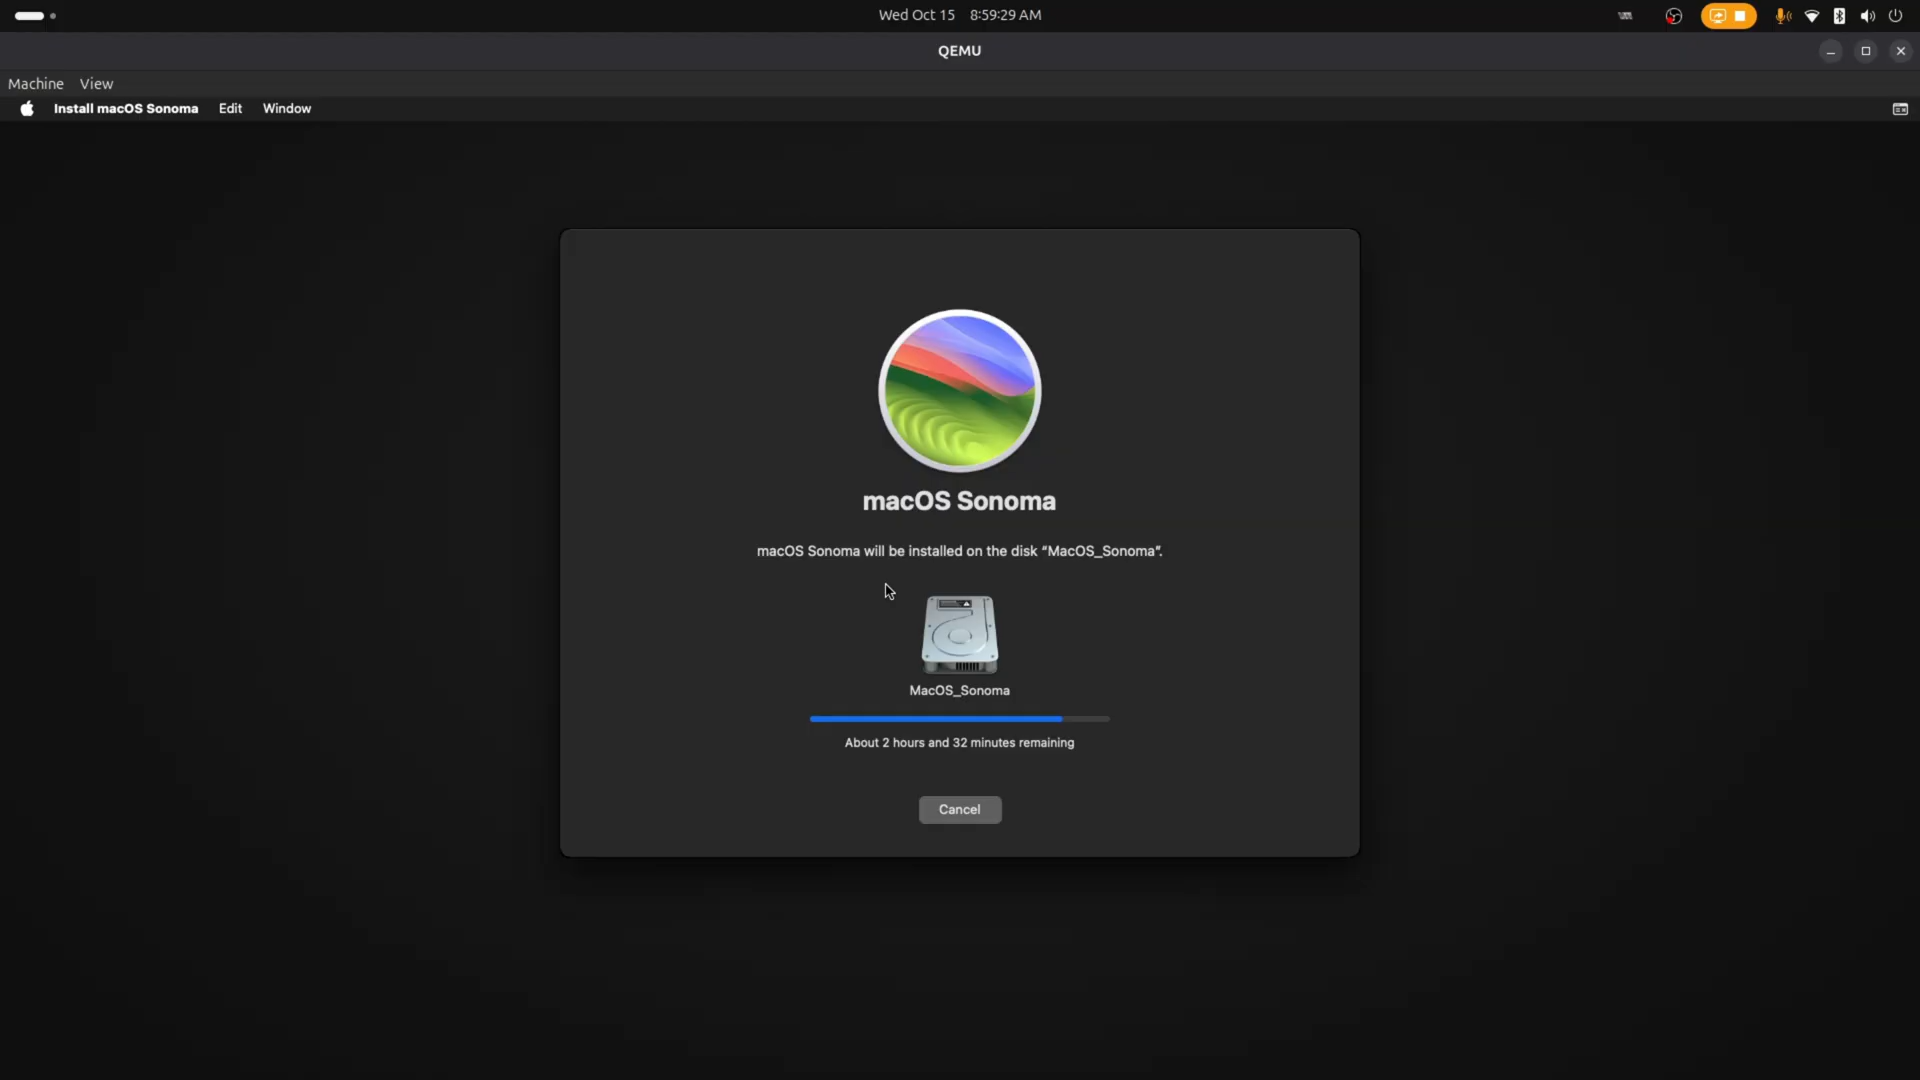 Wed Oct 15 8:59:29 AM
QEMU
Machine View
Install macOS Sonoma Edit Window
macOS Sonoma
macOS Sonoma will be installed on the disk “MacOS_Sonoma”.
MacOS_Sonoma
About 2 hours and 32 minutes remaining
Cancel